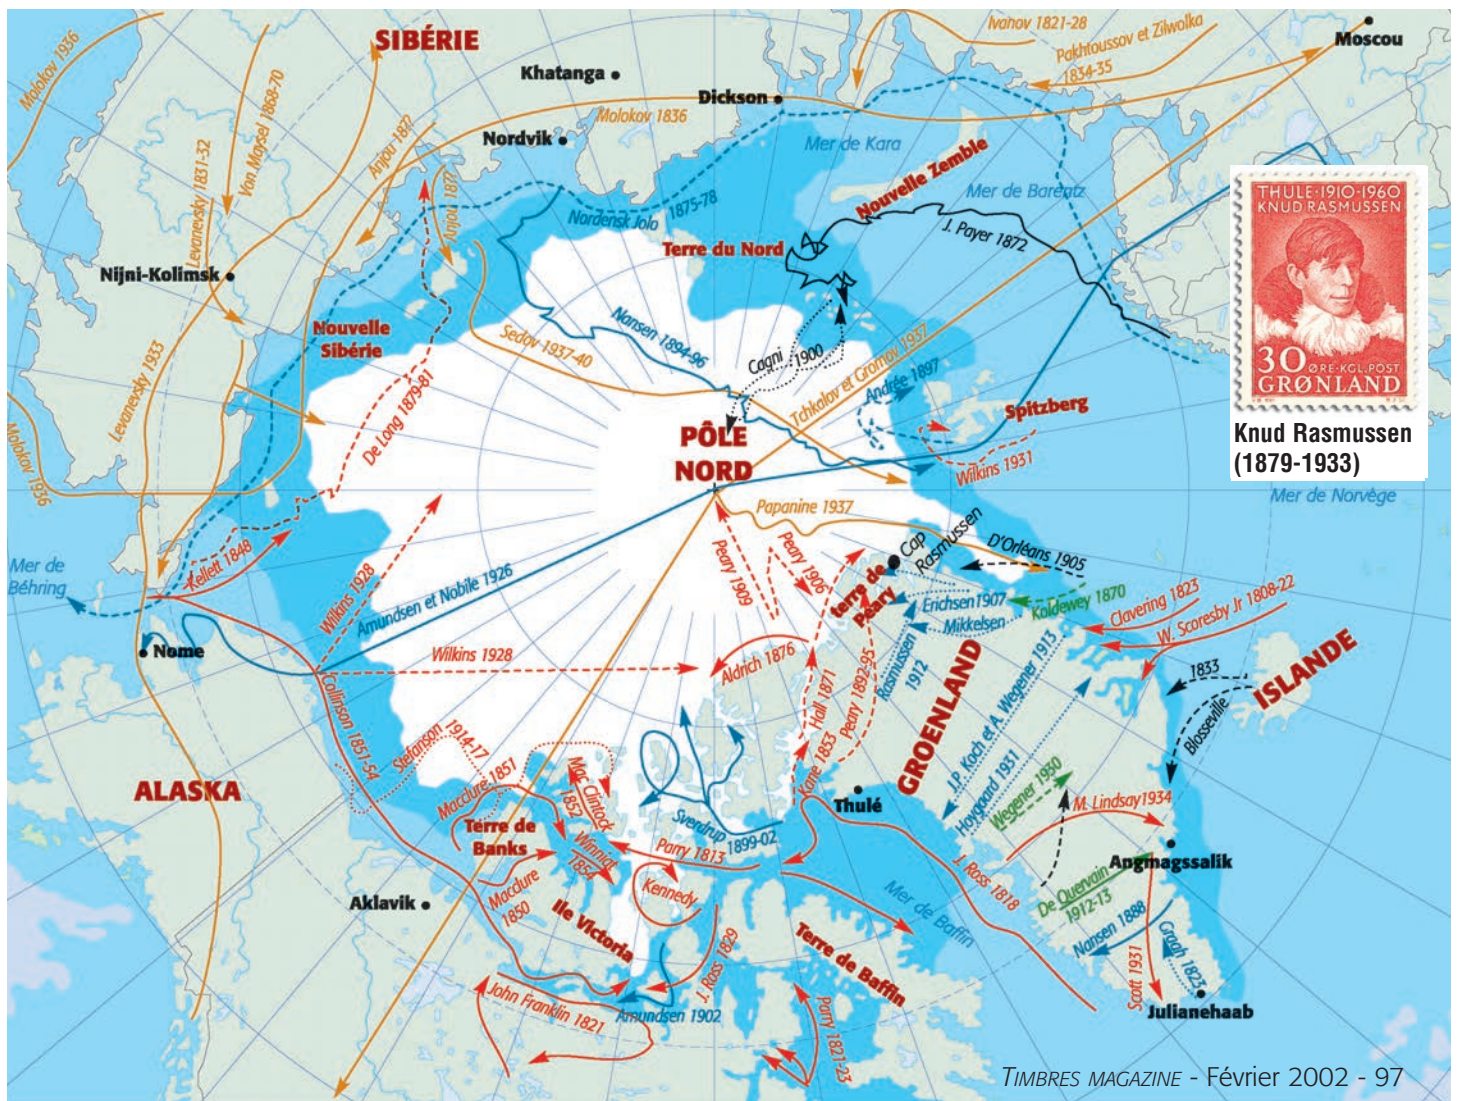 Molokov 1936
SIBÉRIE
Von Maysel 1868-70
Khatanga
Dickson
Ivanov 1821-28
Pakhtoussov et Zilwolka
1834-35
Moscou
Molokov 1836
Nordvik
Anjou 18??
Anjou 18??
Levanevsky 1831-32
Mer de Kara
Nouvelle Zemble
Mer de Barentz
Nordensk Jolo 1875-78
Terre du Nord
J. Payer 1872
THULE·1910-1960
KNUD RASMUSSEN
30 ØRE·KGL.POST
GRØNLAND
Knud Rasmussen
(1879-1933)
Nijni-Kolimsk
Nouvelle
Sibérie
Levanevsky 1933
Sedov 1937-40
Nansen 1894-96
Cagni 1900
Tchkalov et Gromov 1937
Andrée 1897
Spitzberg
De Long 1879-81
Molokov 1936
PÔLE
NORD
Wilkins 1931
Mer de Norvège
Papanine 1937
Mer de
Béhring
Kellett 1848
Wilkins 1928
Amundsen et Nobile 1926
Peary 1909
Peary 1906
Cap
Rasmussen
D'Orléans 1905
terre de
Peary
Erichsen1907
Mikkelsen
Koldewey 1870
Clavering 1823
W. Scoresby Jr 1808-22
Nome
Wilkins 1928
Aldrich 1876
Rasmussen
1912
GROENLAND
1833
Blosseville
ISLANDE
Collinson 1851-54
Stefanson
1914-17
Hall 1871
Peary 1892-95
J.P. Koch et A. Wegener 1913
ALASKA
Macclure 1851
Mac Clintock
1852
Kane 1853
Thulé
Hoygaard 1931
Wegener 1930
M. Lindsay1934
Terre de
Banks
Winniat
1854
Sverdrup
1899-02
Parry 1813
J. Ross 1818
Angmagssalik
Macclure
1850
Kennedy
Aklavik
Ile Victoria
Mer de Baffin
De Quervain
1912-13
Nansen 1888
Graah 1823
Scott 1931
J. Ross 1829
Terre de Baffin
John Franklin 1821
Amundsen 1902
Parry 1821-23
Julianehaab
TIMBRES MAGAZINE - Février 2002 - 97